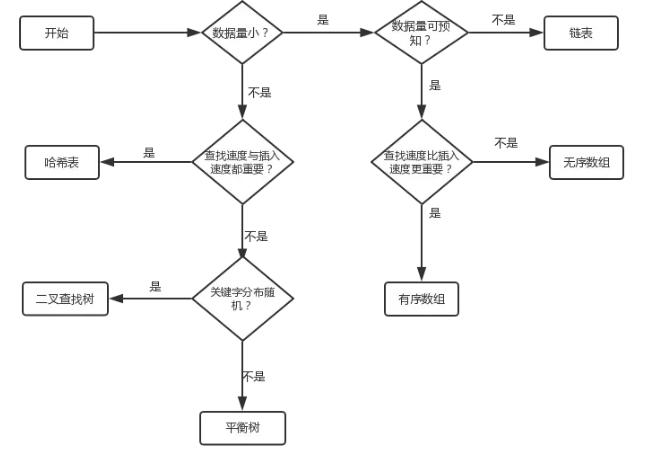 开始
数据量小？
是
数据量可预
知？
不是
链表
不是
是
哈希表
是
查找速度与插入
速度都重要？
查找速度比插入
速度更重要？
不是
无序数组
不是
是
二叉查找树
是
关键字分布随
机？
有序数组
不是
平衡树